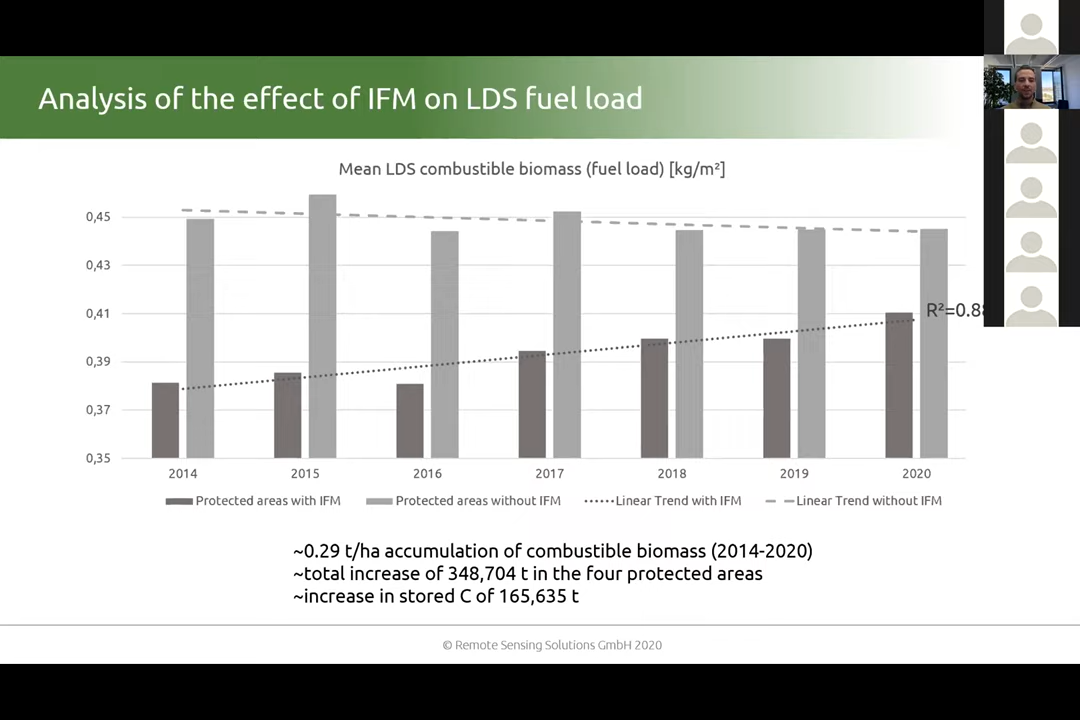 Analysis of the effect of IFM on LDS fuel load
Mean LDS combustible biomass (fuel load) [kg/m²]
0,45
0,43
0,41
0,39
0,37
0,35
R²=0.8
2014 2015 2016 2017 2018 2019 2020
Protected areas with IFM Protected areas without IFM Linear Trend with IFM Linear Trend without IFM
~0.29 t/ha accumulation of combustible biomass (2014-2020)
~total increase of 348,704 t in the four protected areas
~increase in stored C of 165,635 t
© Remote Sensing Solutions GmbH 2020